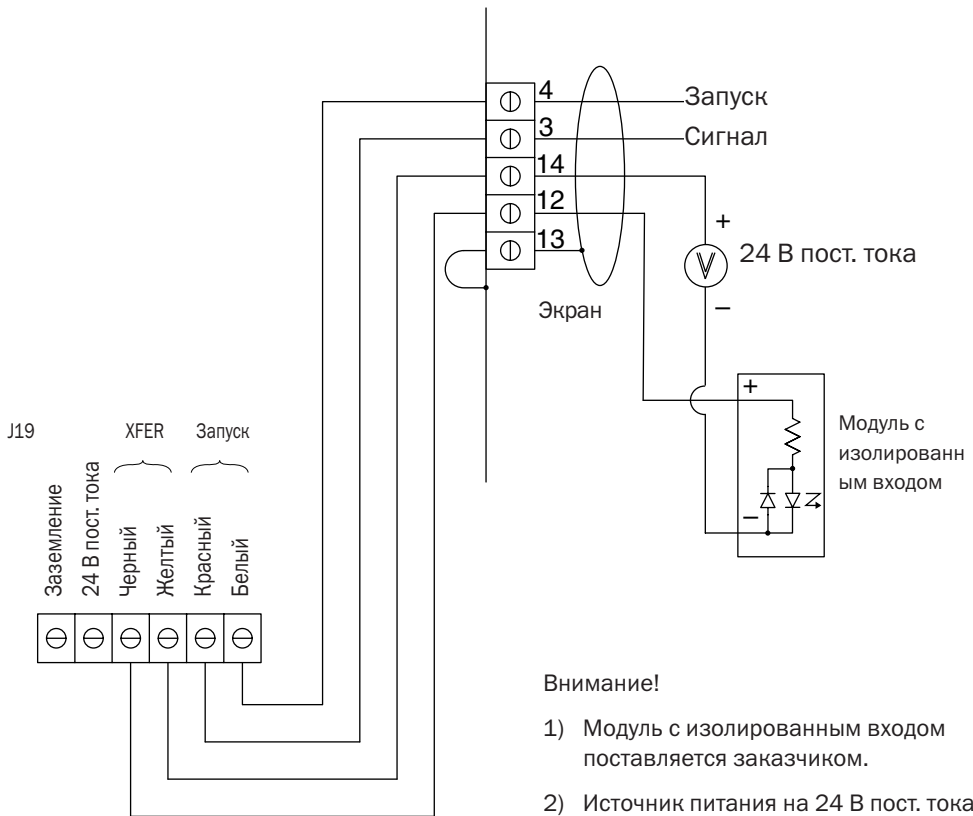 4
Запуск
3
Сигнал
14
12
13
+
24 В пост. тока
–
Экран
+
–
Модуль с
изолированн
ым входом
J19
XFER
Запуск
Заземление
24 В пост. тока
Черный
Желтый
Красный
Белый
Внимание!
1) Модуль с изолированным входом
поставляется заказчиком.
2) Источник питания на 24 В пост. тока